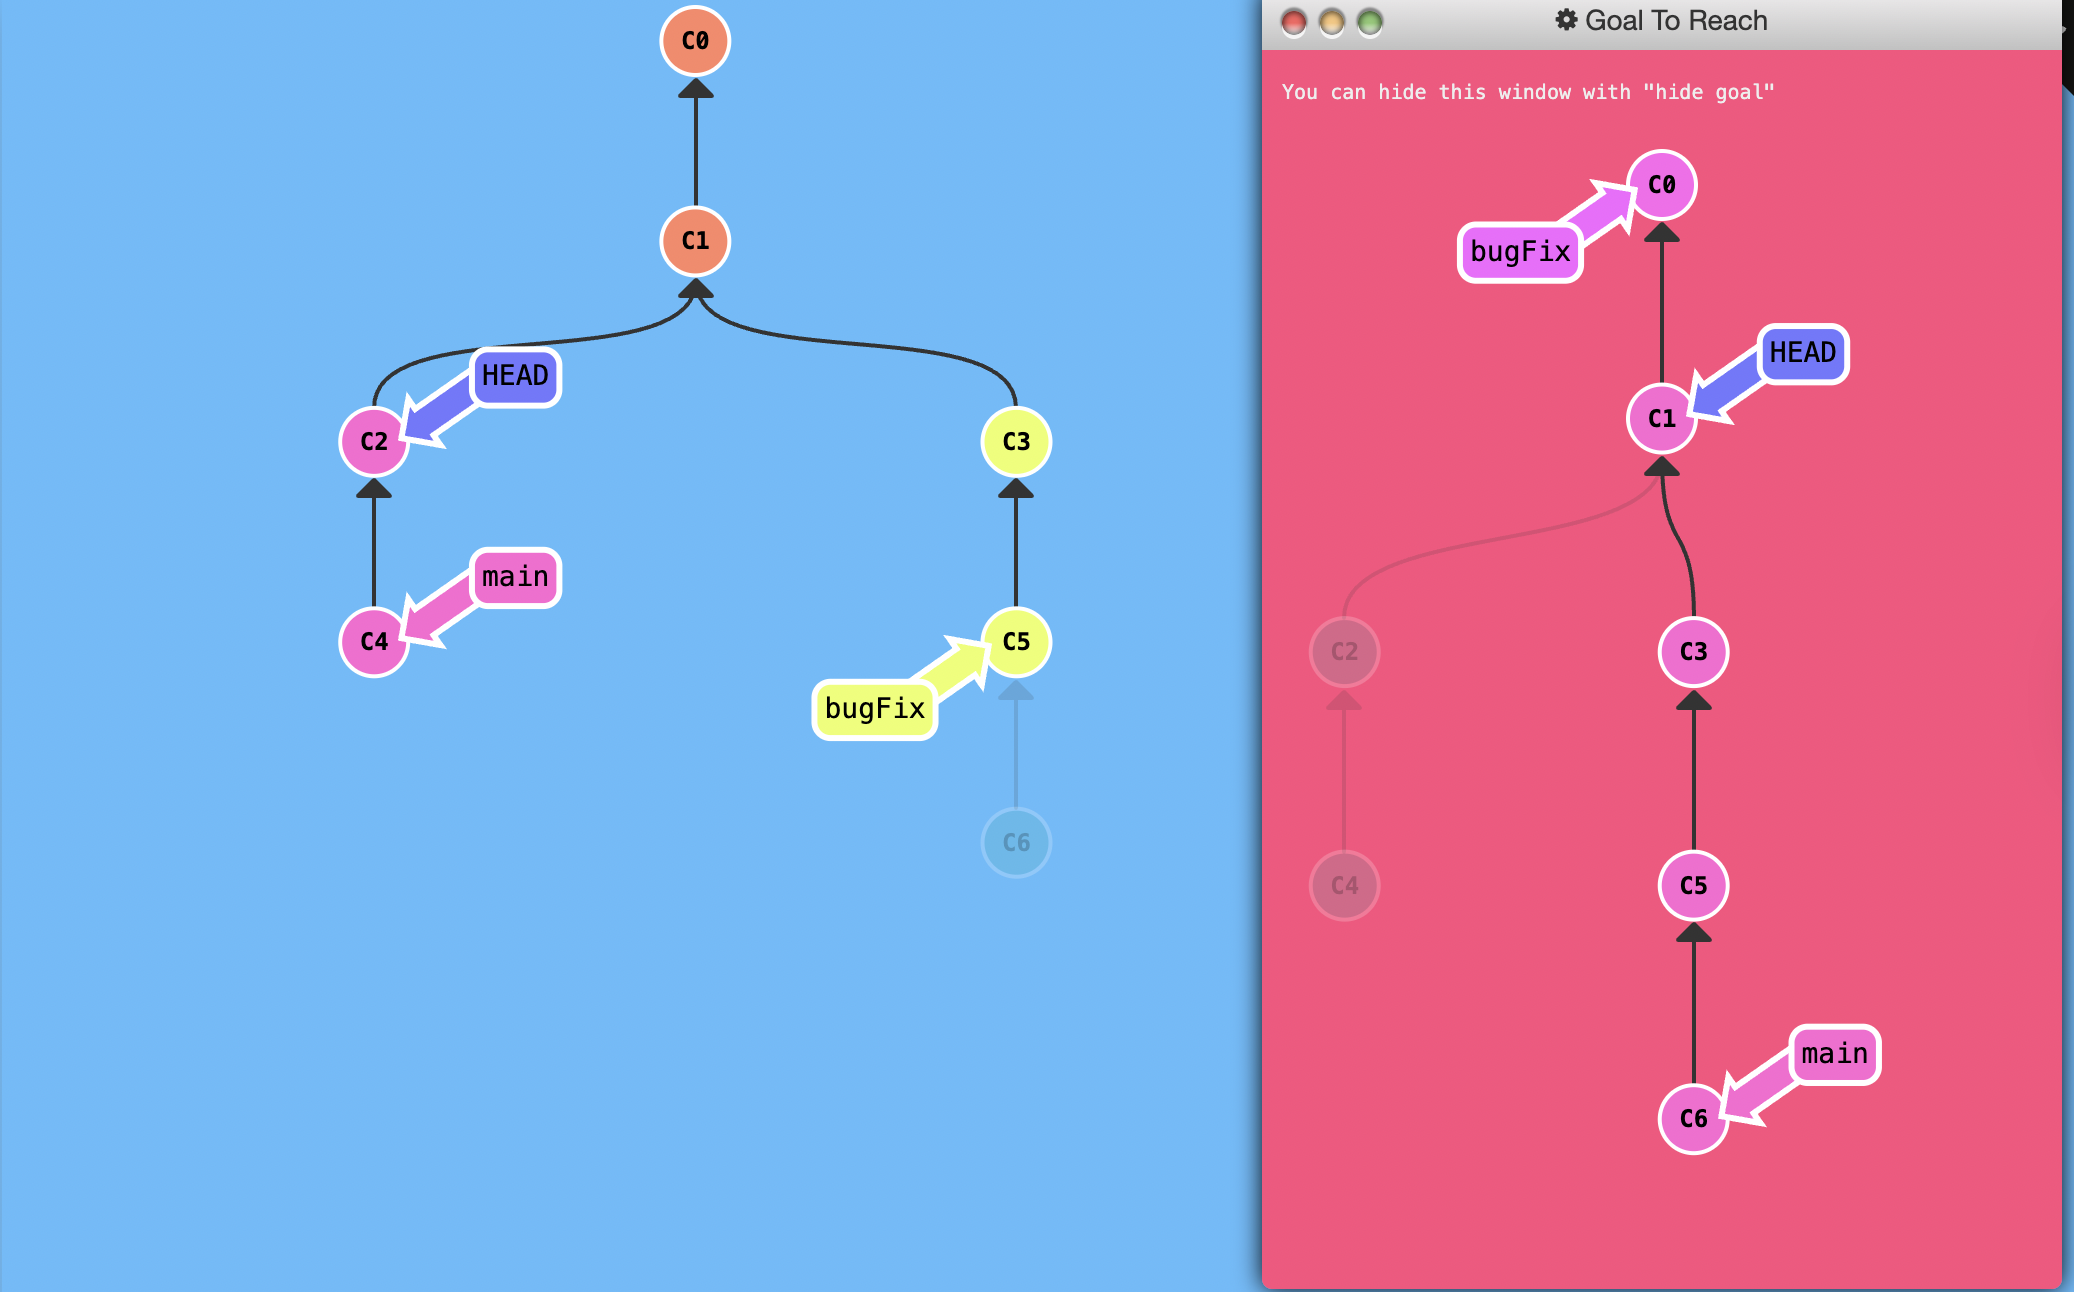 C0
C1
HEAD
C2
C3
main
C4
C5
bugFix
C6
Goal To Reach
You can hide this window with "hide goal"
C0
bugFix
HEAD
C1
C2
C3
C4
C5
main
C6